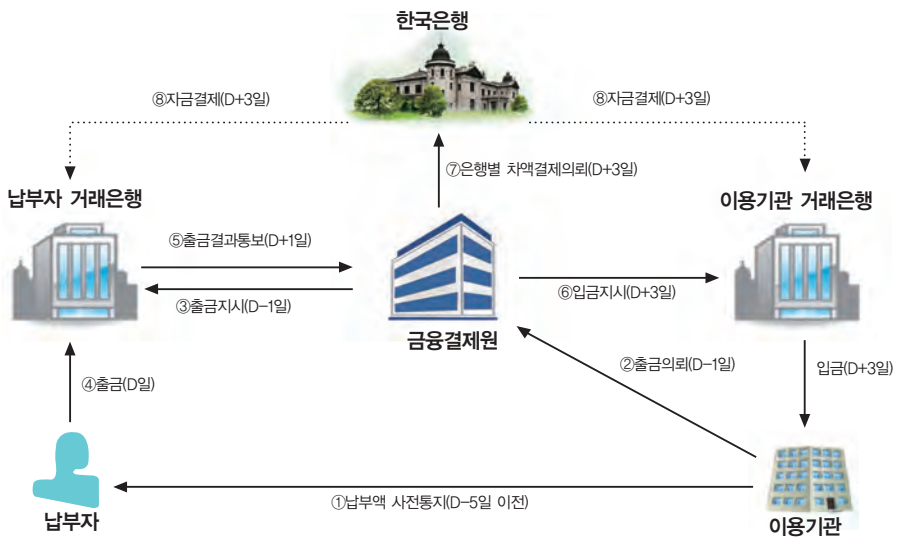 한국은행
⑧자금결제(D+3일)
⑧자금결제(D+3일)
⑦은행별 차액결제의뢰(D+3일)
납부자 거래은행
이용기관 거래은행
⑤출금결과통보(D+1일)
③출금지시(D-1일)
⑥입금지시(D+3일)
금융결제원
②출금의뢰(D-1일)
입금(D+3일)
④출금(D일)
①납부액 사전통지(D-5일 이전)
납부자
이용기관